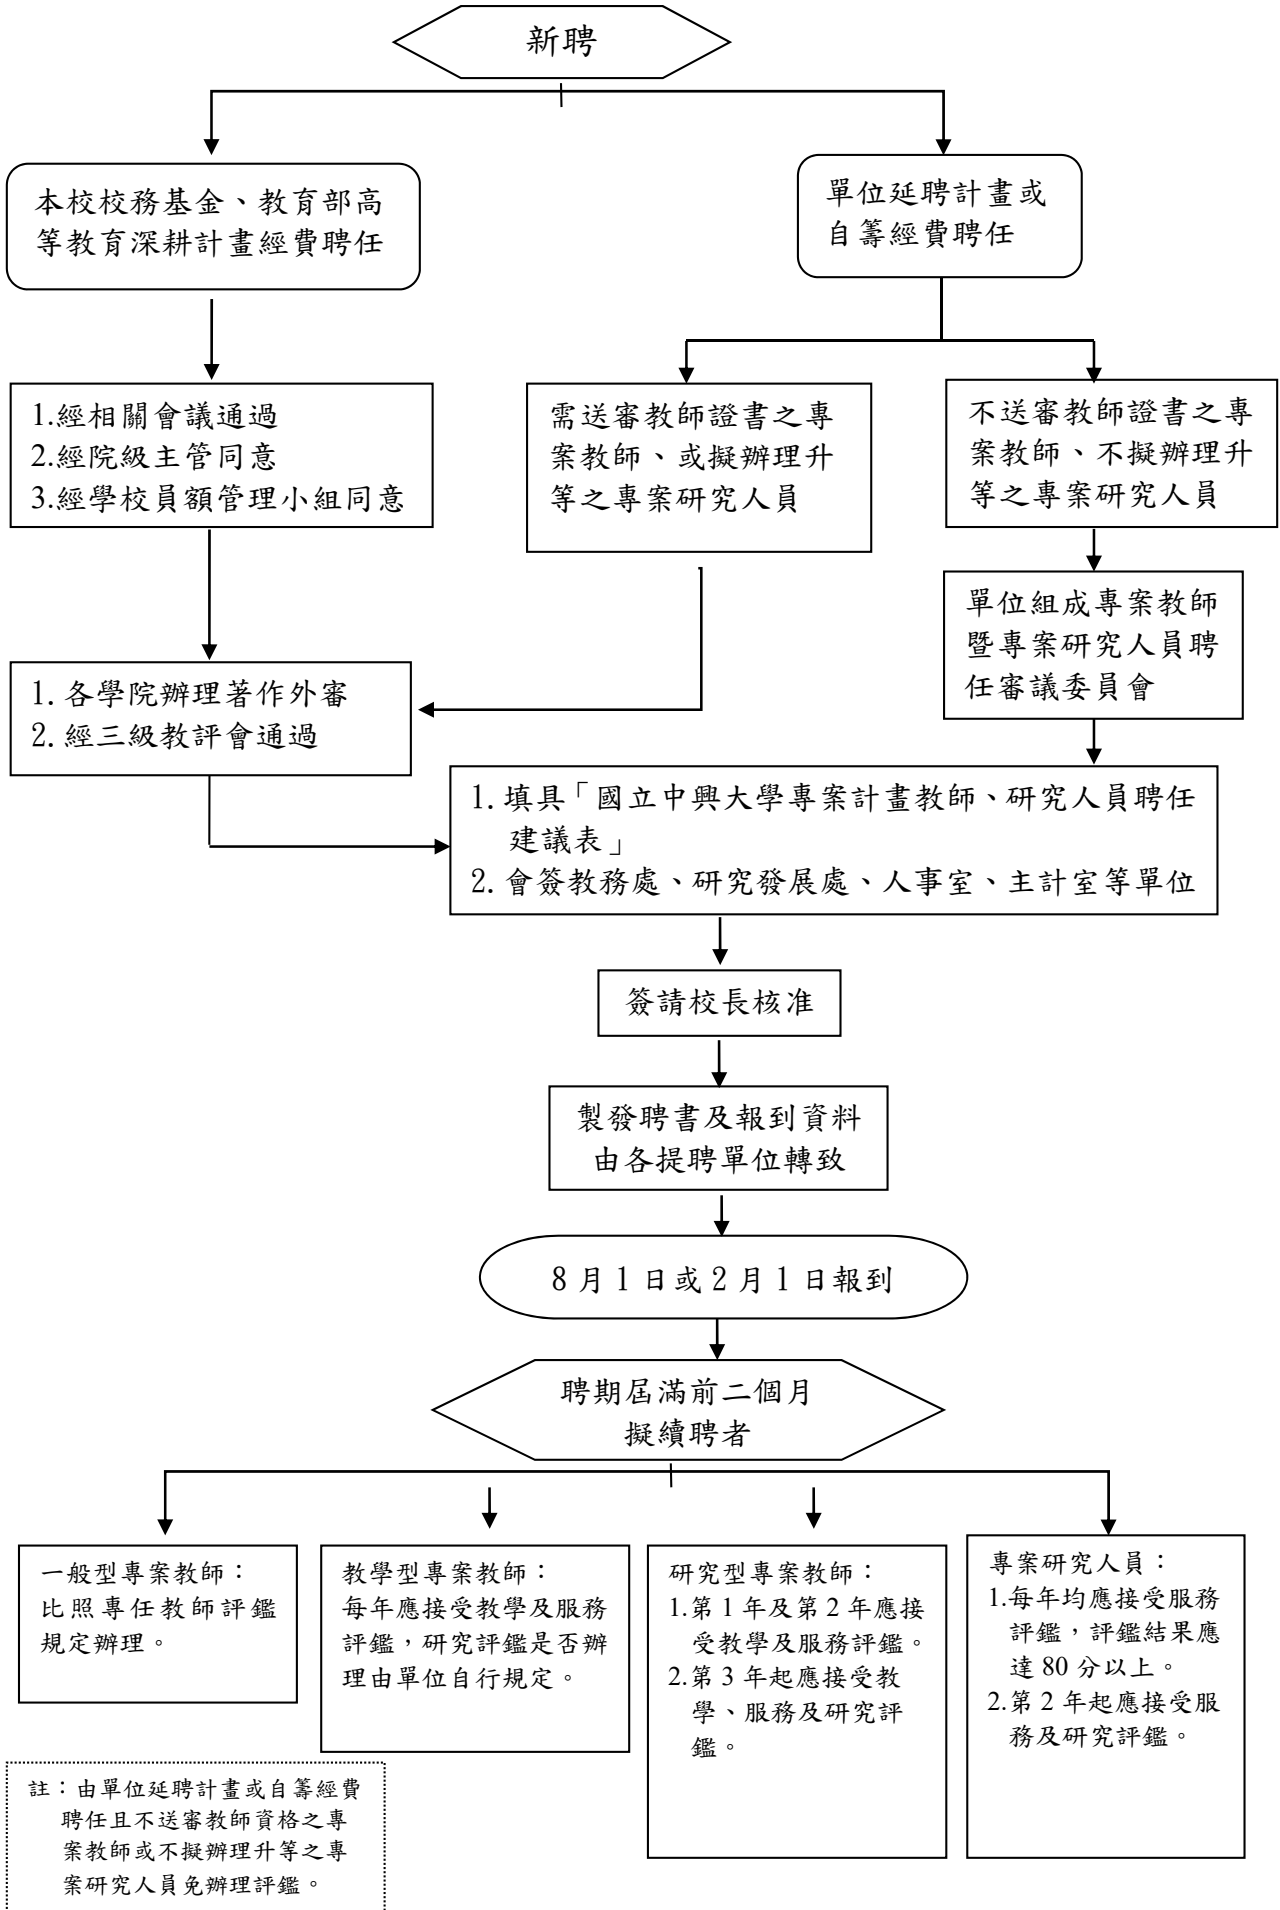 新聘
本校校務基金、教育部高
等教育深耕計畫經費聘任
單位延聘計畫或
自籌經費聘任
1.經相關會議通過
2.經院級主管同意
3.經學校員額管理小組同意
需送審教師證書之專
案教師、或擬辦理升
等之專案研究人員
不送審教師證書之專
案教師、不擬辦理升
等之專案研究人員
單位組成專案教師
暨專案研究人員聘
任審議委員會
1. 各學院辦理著作外審
2. 經三級教評會通過
1. 填具「國立中興大學專案計畫教師、研究人員聘任
建議表」
2. 會簽教務處、研究發展處、人事室、主計室等單位
簽請校長核准
製發聘書及報到資料
由各提聘單位轉致
8 月 1 日或 2 月 1 日報到
聘期屆滿前二個月
擬續聘者
一般型專案教師：
比照專任教師評鑑
規定辦理。
教學型專案教師：
每年應接受教學及服務
評鑑，研究評鑑是否辦
理由單位自行規定。
研究型專案教師：
1.第 1 年及第 2 年應接
受教學及服務評鑑。
2.第 3 年起應接受教
學、服務及研究評
鑑。
專案研究人員：
1.每年均應接受服務
評鑑，評鑑結果應
達 80 分以上。
2.第 2 年起應接受服
務及研究評鑑。
註：由單位延聘計畫或自籌經費
聘任且不送審教師資格之專
案教師或不擬辦理升等之專
案研究人員免辦理評鑑。